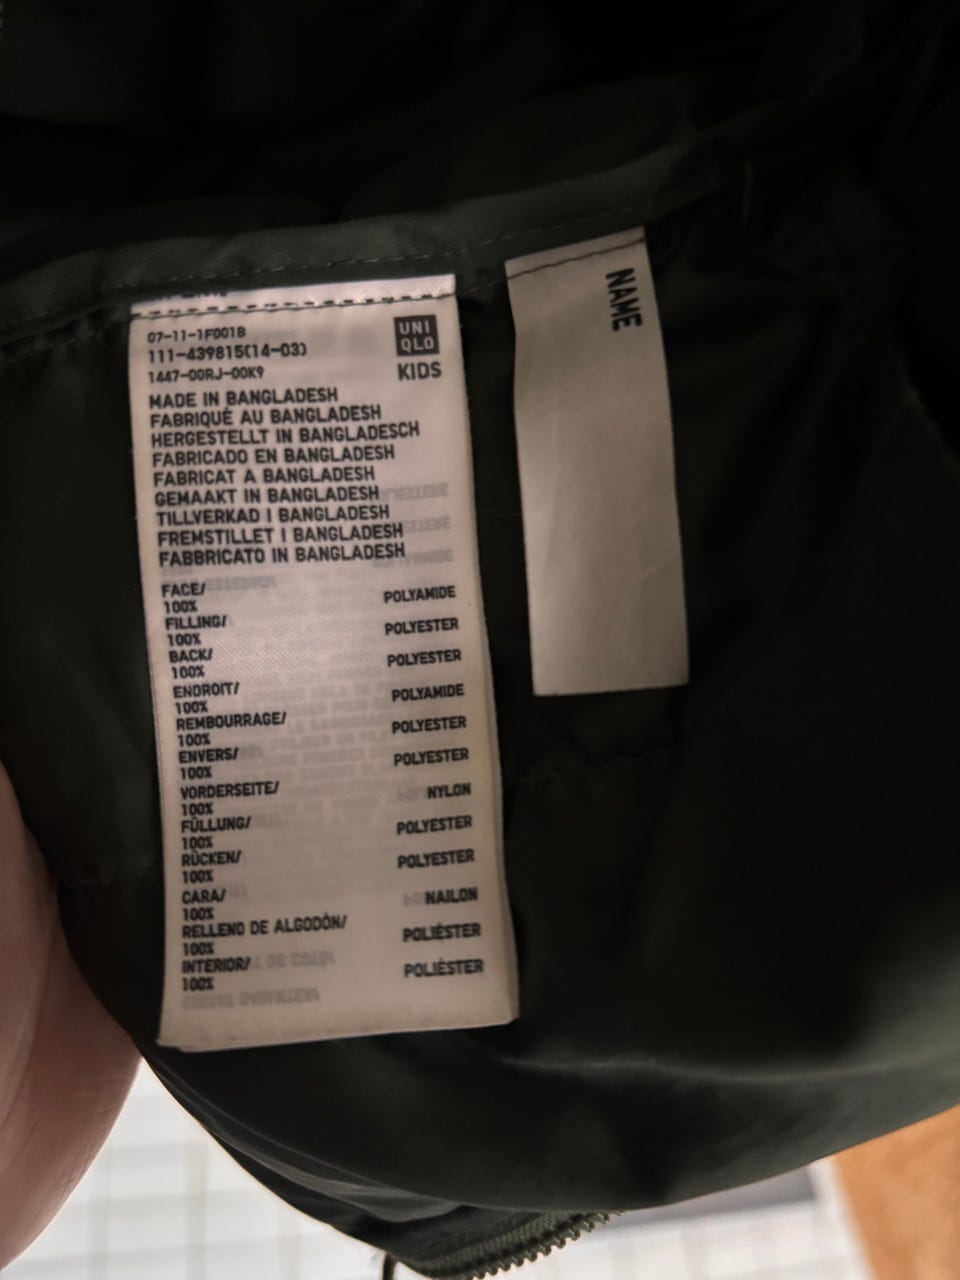 07-11-1F001B
111-439815(14-03)
1447-00RJ-00K9
UNI
QLO
KIDS
MADE IN BANGLADESH
FABRIQUÉ AU BANGLADESH
HERGESTELLT IN BANGLADESCH
FABRICADO EN BANGLADESH
FABRICAT A BANGLADESH
GEMAAKT IN BANGLADESH
TILLVERKAD I BANGLADESH
FREMSTILLET I BANGLADESH
FABBRICATO IN BANGLADESH
FACE/
100% POLYAMIDE
FILLING/
100% POLYESTER
BACK/
100% POLYESTER
ENDROIT/
100% POLYAMIDE
REMBOURRAGE/
100% POLYESTER
ENVERS/
100% POLYESTER
VORDERSEITE/
100% NYLON
FÜLLUNG/
100% POLYESTER
RÜCKEN/
100% POLYESTER
CARA/
100% NAILON
RELLENO DE ALGODÓN/
100% POLIÉSTER
INTERIOR/
100% POLIÉSTER
NAME